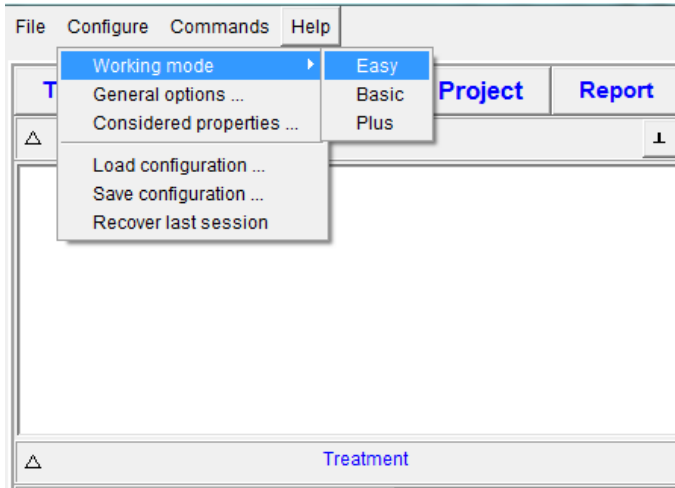 File Configure Commands Help
Working mode Easy
General options ... Basic Project Report
Considered properties ... Plus
Load configuration ...
Save configuration ...
Recover last session
Treatment